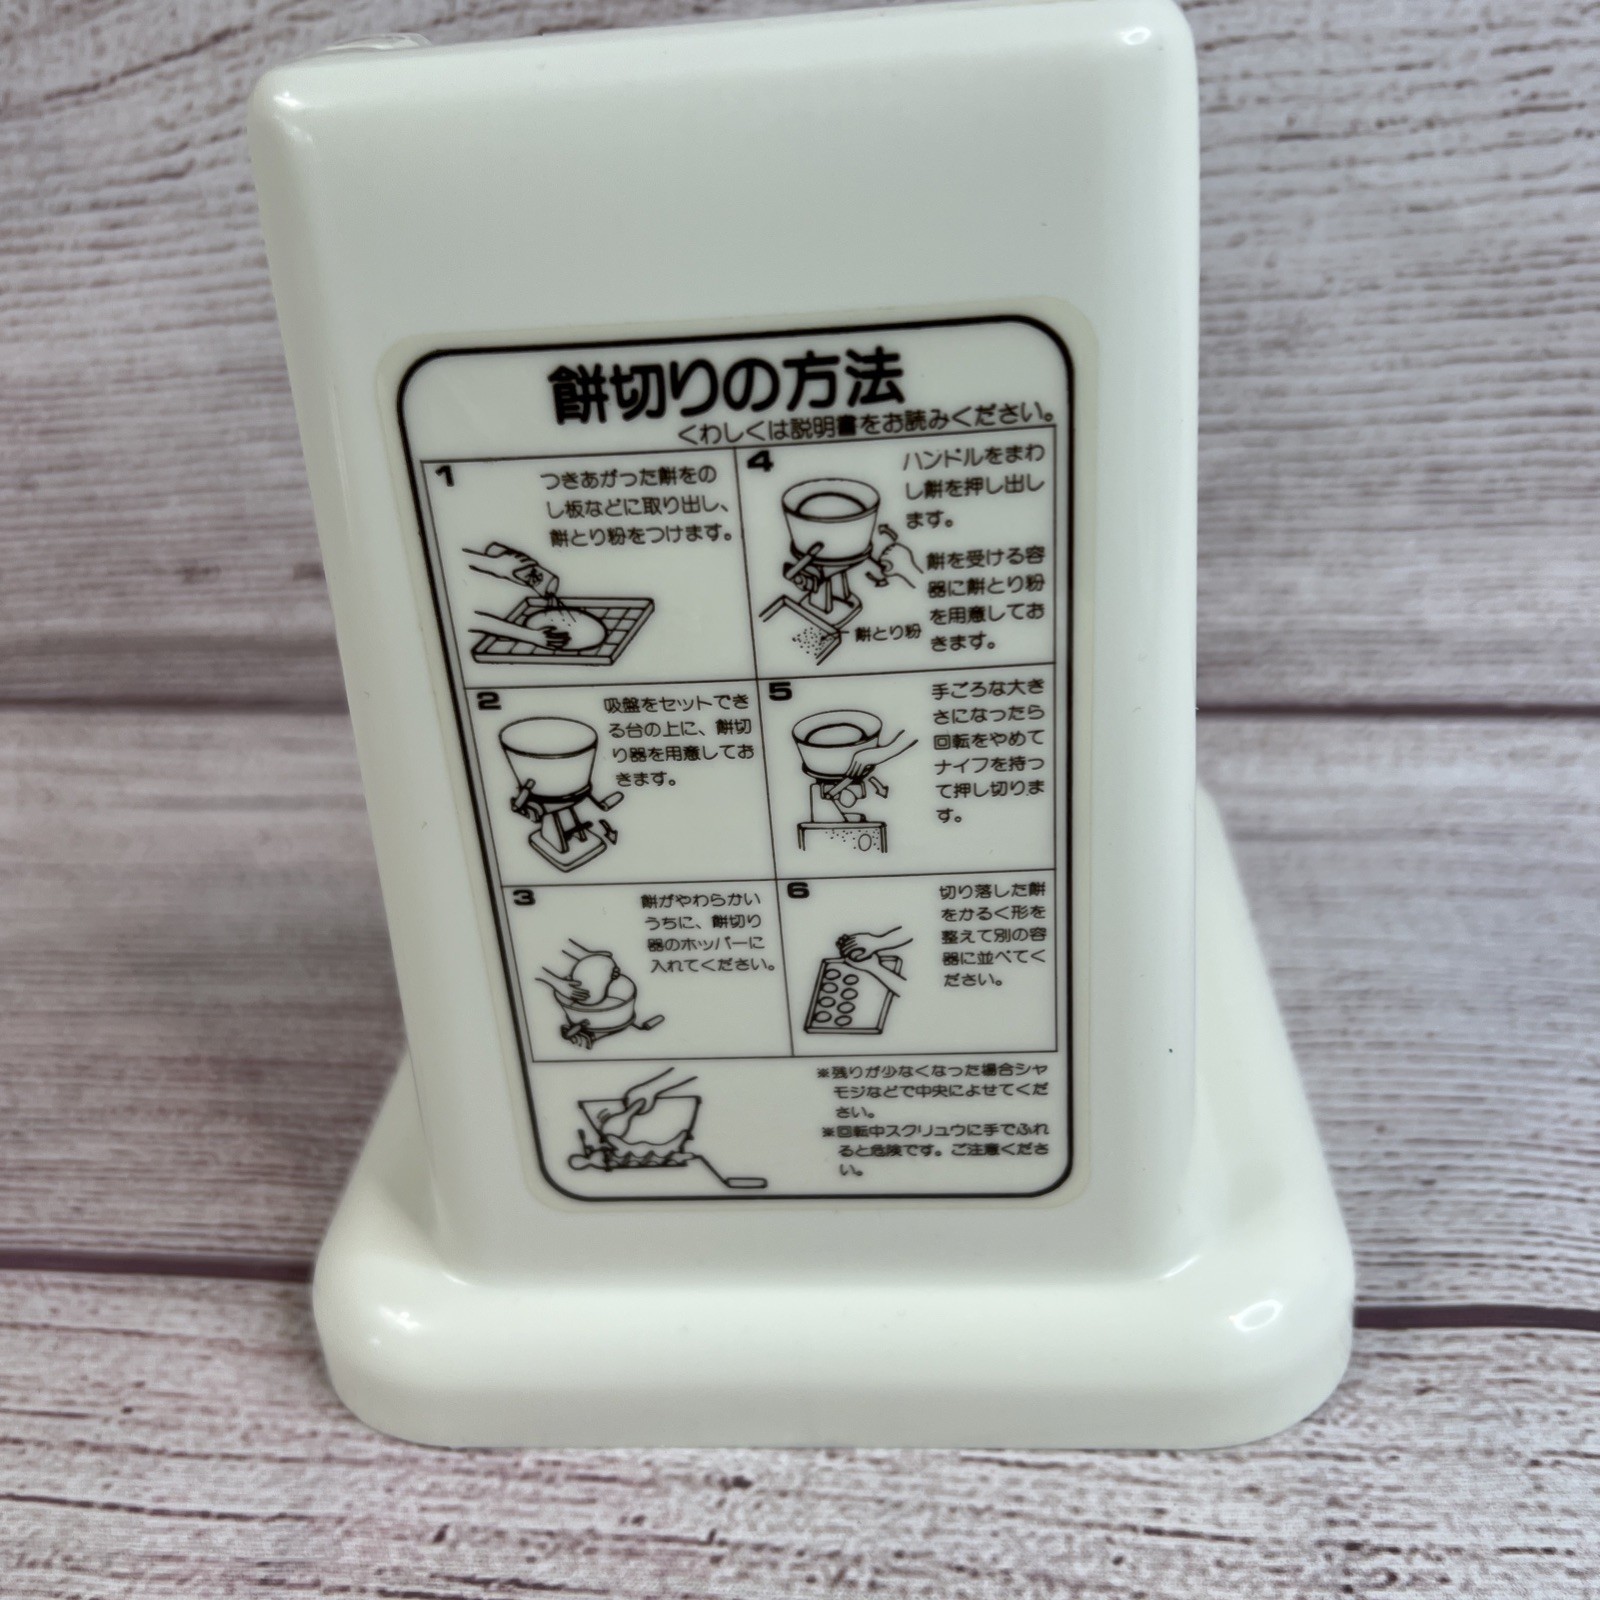 餅切りの方法
くわしくは説明書をお読みください。
1
つきあがった餅をの
し板などに取り出し、
餅とり粉をつけます。
2
吸盤をセットでき
る台の上に、餅切
り器を用意してお
きます。
3
餅がやわらかい
うちに、餅切り
器のホッパーに
入れてください。
4
ハンドルをまわ
し餅を押し出し
ます。
餅を受ける容
器に餅とり粉
を用意してお
きます。
餅とり粉
5
手ごろな大き
さになったら
回転をやめて
ナイフを持っ
て押し切りま
す。
6
切り落した餅
をかるく形を
整えて別の容
器に並べてく
ださい。
※残りが少なくなった場合シャ
モジなどで中央によせてくだ
さい。
※回転中スクリュウに手でふれ
ると危険です。ご注意くださ
い。